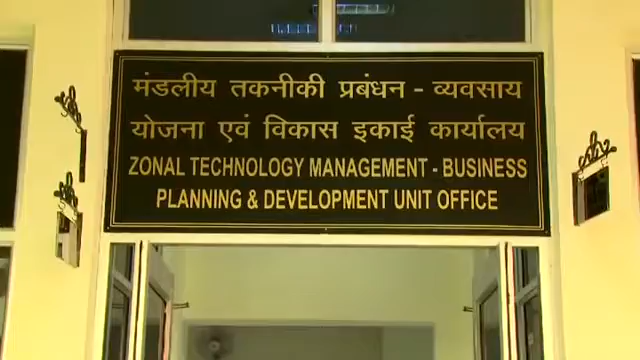 मंडलीय तकनीकी प्रबंधन - व्यवसाय
योजना एवं विकास इकाई कार्यालय
ZONAL TECHNOLOGY MANAGEMENT - BUSINESS
PLANNING & DEVELOPMENT UNIT OFFICE